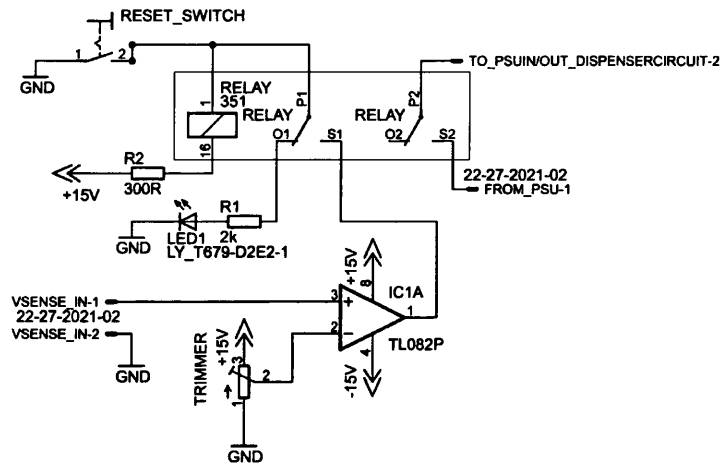 RESET_SWITCH
1
2
GND
TO_PSUIN/OUT_DISPENSERCIRCUIT-2
RELAY
351
1
16
RELAY
P1
O1
S1
RELAY
P2
O2
S2
R2
300R
+15V
22-27-2021-02
FROM_PSU-1
GND
LED1
R1
2k
LY_T679-D2E2-1
+15V
8
IC1A
VSENSE_IN-1
22-27-2021-02
VSENSE_IN-2
3
+
2
-
1
TL082P
4
-15V
GND
TRIMMER
+15V
3
2
1
GND